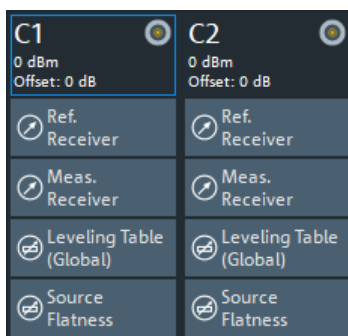 C1
0 dBm
Offset: 0 dB
Ref.
Receiver
Meas.
Receiver
Leveling Table
(Global)
Source
Flatness
C2
0 dBm
Offset: 0 dB
Ref.
Receiver
Meas.
Receiver
Leveling Table
(Global)
Source
Flatness